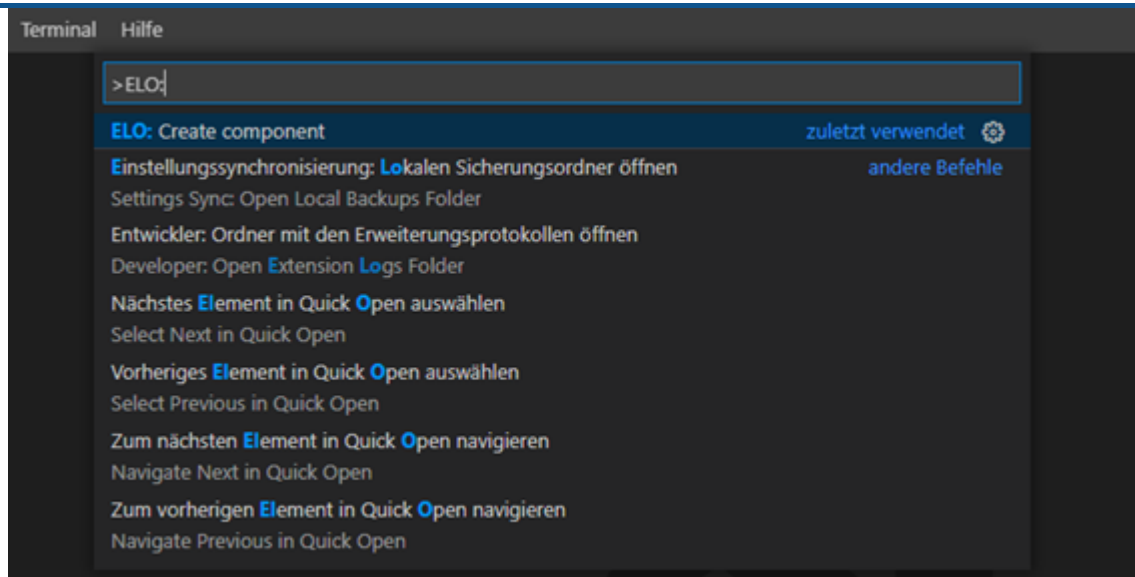 Terminal Hilfe
>ELO:
ELO: Create component zuletzt verwendet
Einstellungssynchronisierung: Lokalen Sicherungsordner öffnen andere Befehle
Settings Sync: Open Local Backups Folder
Entwickler: Ordner mit den Erweiterungsprotokollen öffnen
Developer: Open Extension Logs Folder
Nächstes Element in Quick Open auswählen
Select Next in Quick Open
Vorheriges Element in Quick Open auswählen
Select Previous in Quick Open
Zum nächsten Element in Quick Open navigieren
Navigate Next in Quick Open
Zum vorherigen Element in Quick Open navigieren
Navigate Previous in Quick Open